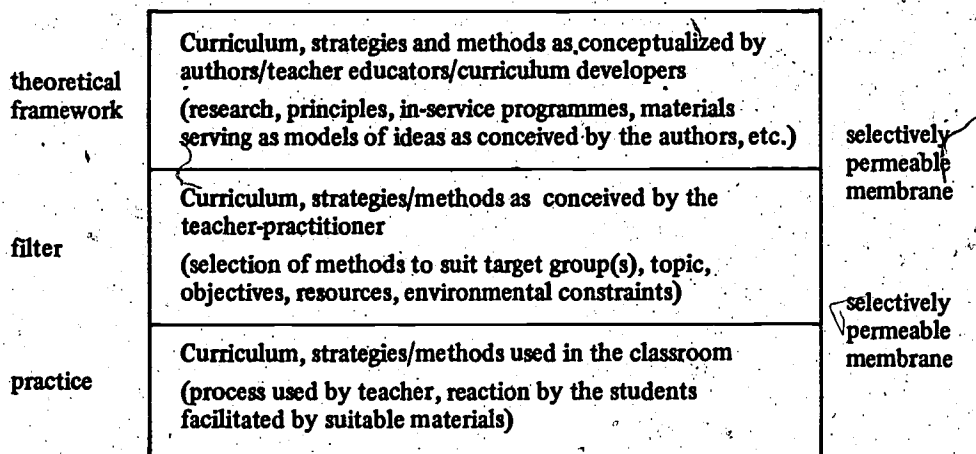 theoretical
framework
Curriculum, strategies and methods as conceptualized by
authors/teacher educators/curriculum developers
(research, principles, in-service programmes, materials
serving as models of ideas as conceived by the authors, etc.)
selectively
permeable
membrane
filter
Curriculum, strategies/methods as conceived by the
teacher-practitioner
(selection of methods to suit target group(s), topic,
objectives, resources, environmental constraints)
selectively
permeable
membrane
practice
Curriculum, strategies/methods used in the classroom
(process used by teacher, reaction by the students
facilitated by suitable materials)